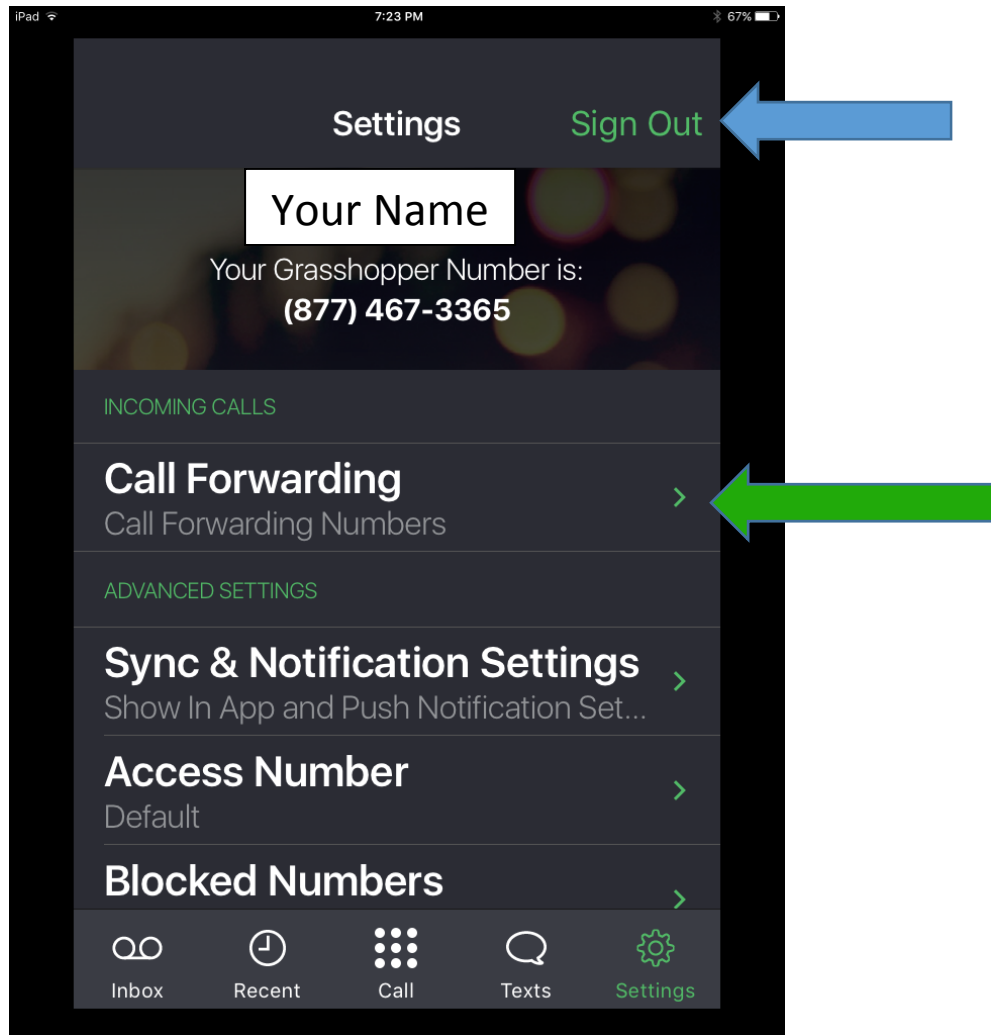 iPad 7:23 PM 67%
Settings Sign Out
Your Name
Your Grasshopper Number is:
(877) 467-3365
INCOMING CALLS
Call Forwarding
Call Forwarding Numbers
ADVANCED SETTINGS
Sync & Notification Settings
Show In App and Push Notification Set...
Access Number
Default
Blocked Numbers
Inbox Recent Call Texts Settings